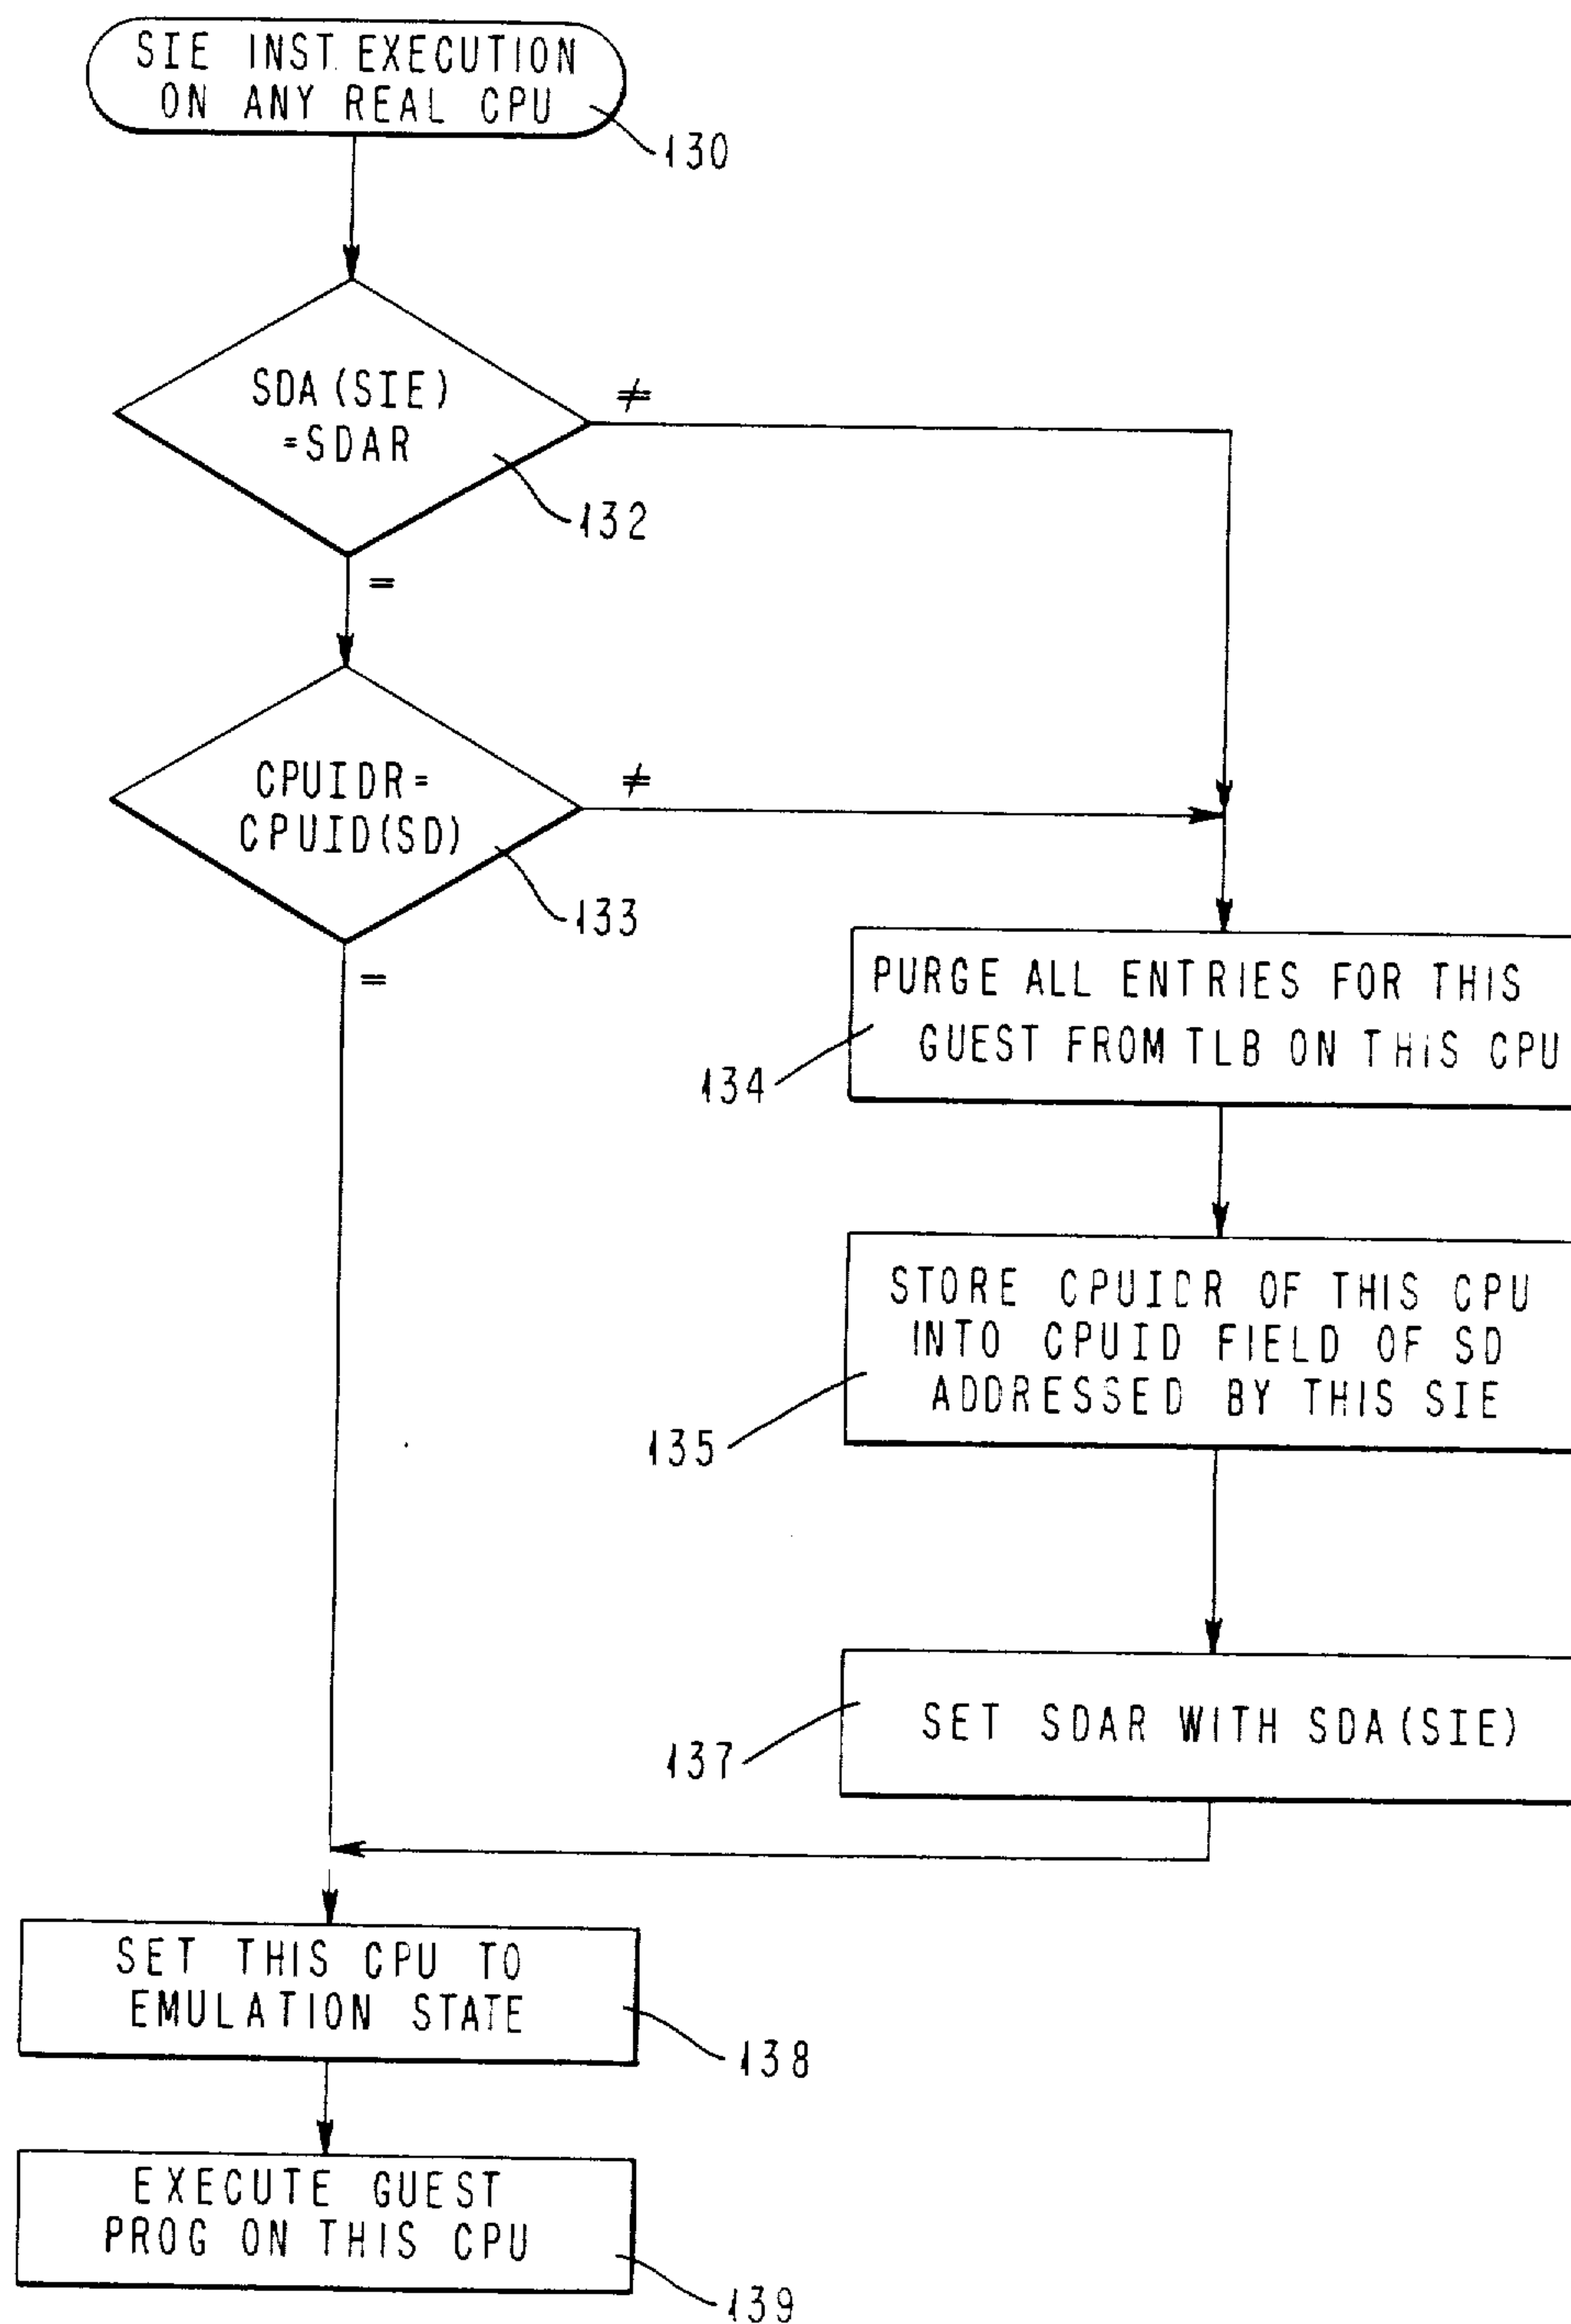 SIE INST. EXECUTION
ON ANY REAL CPU
130
SDA(SIE)
=SDAR
≠
132
=
CPUIDR=
CPUID(SD)
≠
133
=
PURGE ALL ENTRIES FOR THIS
GUEST FROM TLB ON THIS CPU
134
STORE CPUIDR OF THIS CPU
INTO CPUID FIELD OF SD
ADDRESSED BY THIS SIE
135
SET SDAR WITH SDA(SIE)
137
SET THIS CPU TO
EMULATION STATE
138
EXECUTE GUEST
PROG ON THIS CPU
139